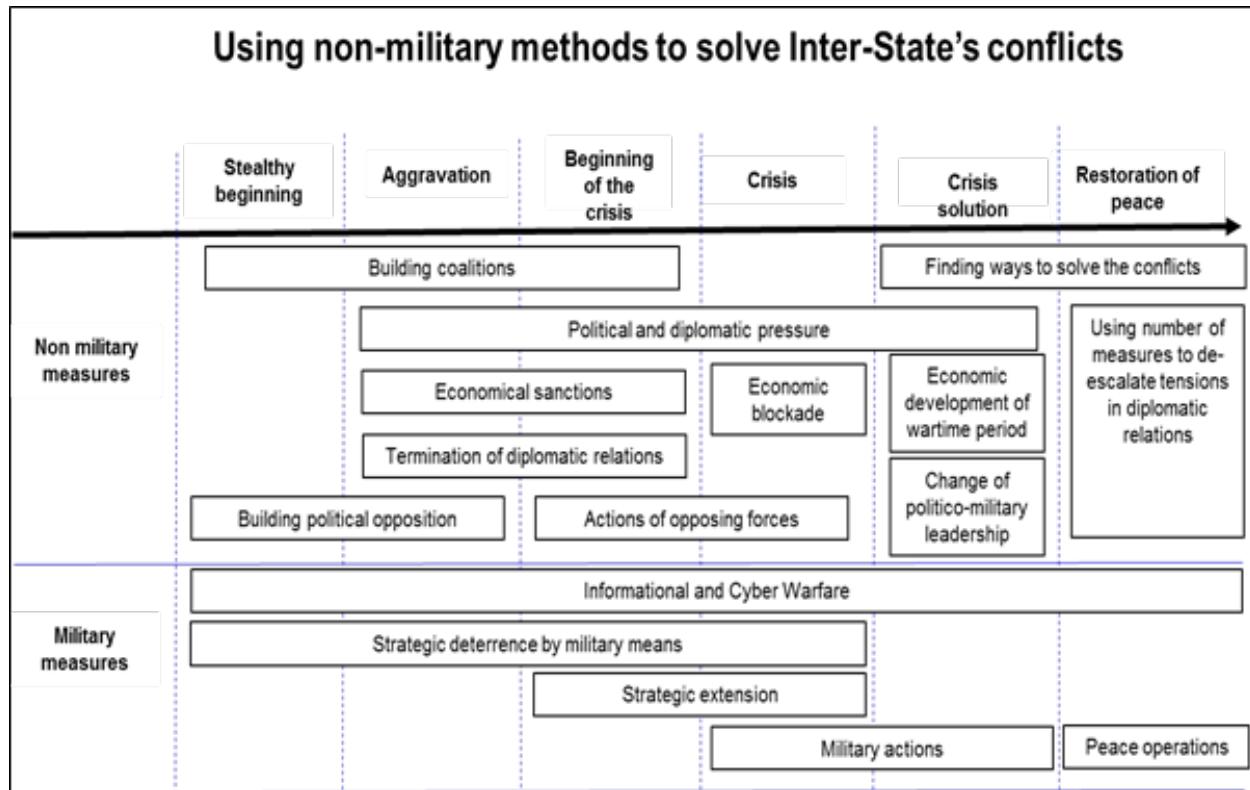 Using non-military methods to solve Inter-State's conflicts
Stealthy
beginning
Aggravation
Beginning
of the
crisis
Crisis
Crisis
solution
Restoration of
peace
Non military
measures
Building coalitions
Finding ways to solve the conflicts
Political and diplomatic pressure
Using number of
measures to de-
escalate tensions
in diplomatic
relations
Economical sanctions
Economic
blockade
Economic
development of
wartime period
Termination of diplomatic relations
Change of
politico-military
leadership
Building political opposition
Actions of opposing forces
Military
measures
Informational and Cyber Warfare
Strategic deterrence by military means
Strategic extension
Military actions
Peace operations